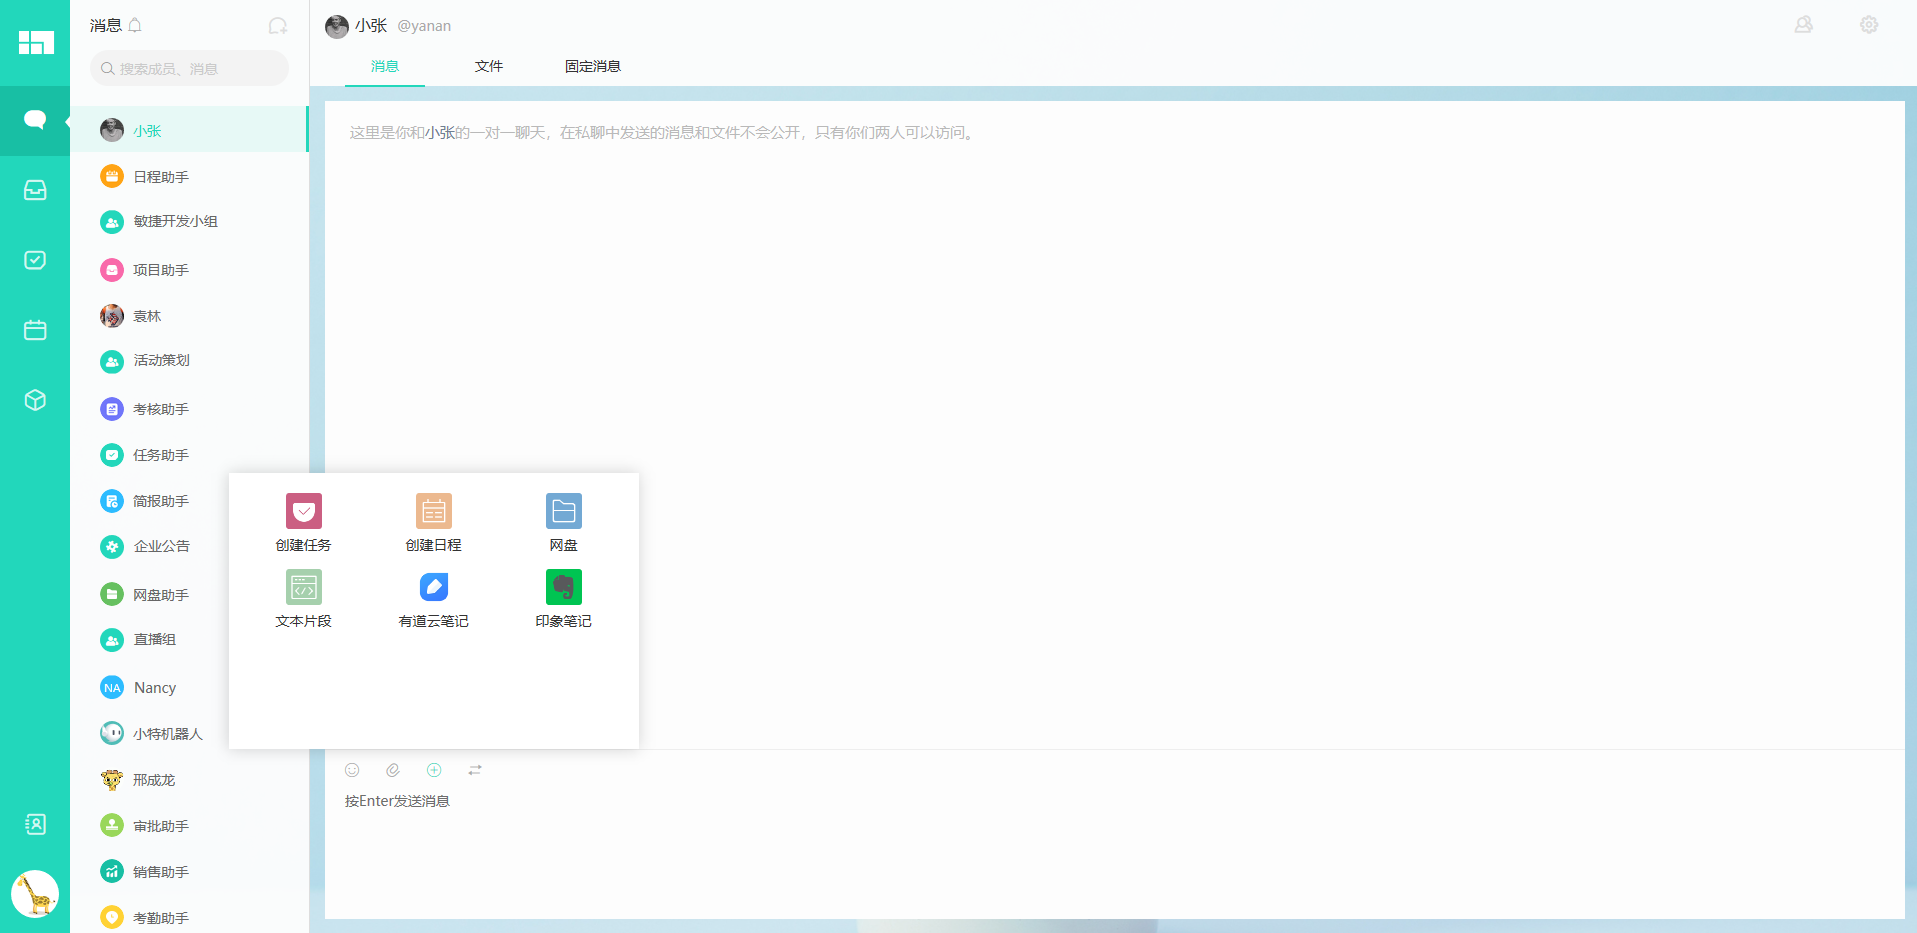 消息
搜索成员、消息
小张
日程助手
敏捷开发小组
项目助手
袁林
活动策划
考核助手
任务助手
简报助手
企业公告
网盘助手
直播组
NA Nancy
小特机器人
邢成龙
审批助手
销售助手
考勤助手
小张 @yanan
消息 文件 固定消息
这里是你和小张的一对一聊天，在私聊中发送的消息和文件不会公开，只有你们两人可以访问。
创建任务 创建日程 网盘
文本片段 有道云笔记 印象笔记
按Enter发送消息